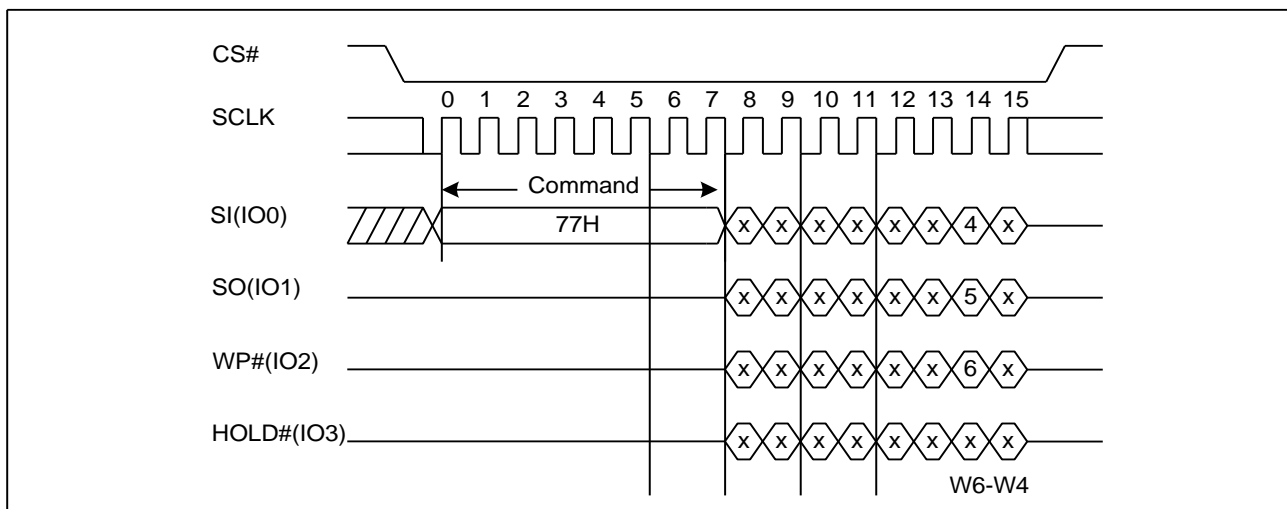 CS#
0 1 2 3 4 5 6 7 8 9 10 11 12 13 14 15
SCLK
Command
SI(IO0) 77H x x x x x x 4 x
SO(IO1) x x x x x x 5 x
WP#(IO2) x x x x x x 6 x
HOLD#(IO3) x x x x x x x x
W6-W4